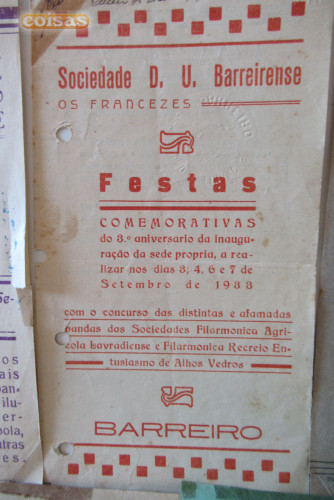 coisas
Sociedade D. U. Barreirense
OS FRANCEZES
Festas
COMEMORATIVAS
do 3.º aniversario da inaugu-
ração da sede propria, a rea-
lizar nos dias 3, 4, 6 e 7 de
Setembro de 1933
com o concurso das distintas e afamadas
bandas das Sociedades Filarmonica Agri-
cola Lavradiense e Filarmonica Recreio En-
tusiasmo de Alhos Vedros
BARREIRO